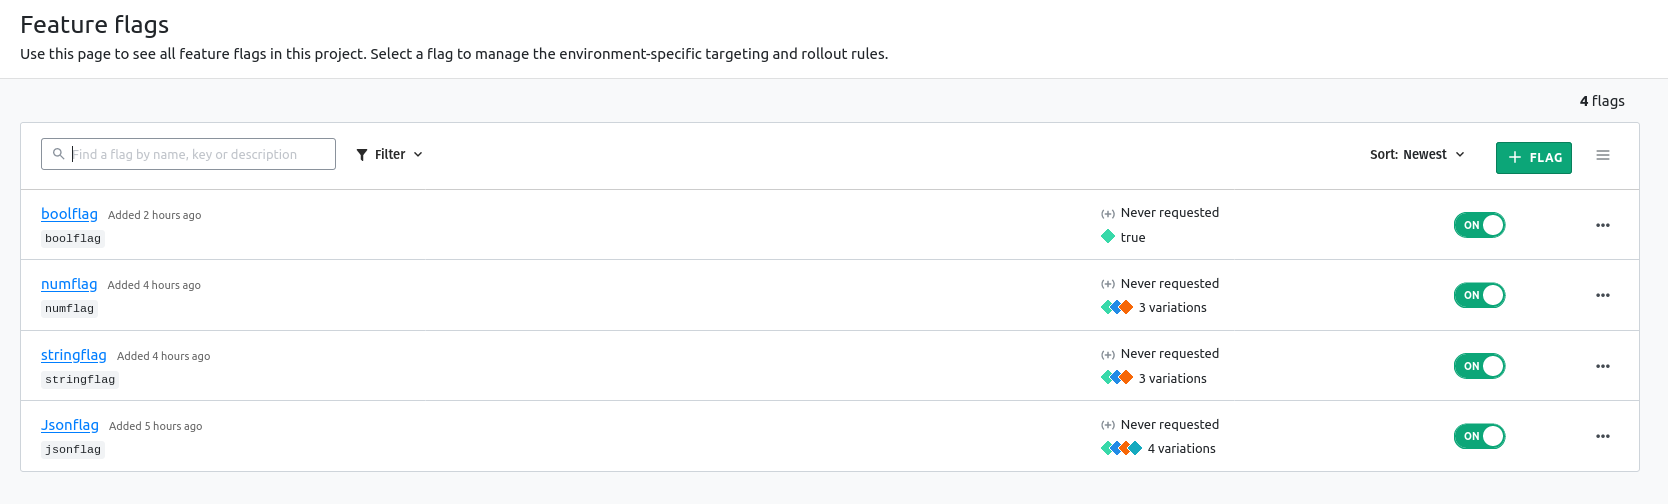 Feature flags
Use this page to see all feature flags in this project. Select a flag to manage the environment-specific targeting and rollout rules.
4 flags
Find a flag by name, key or description Filter Sort: Newest + FLAG
boolflag Added 2 hours ago (+) Never requested
boolflag true ON
numflag Added 4 hours ago (+) Never requested
numflag 3 variations ON
stringflag Added 4 hours ago (+) Never requested
stringflag 3 variations ON
Jsonflag Added 5 hours ago (+) Never requested
jsonflag 4 variations ON